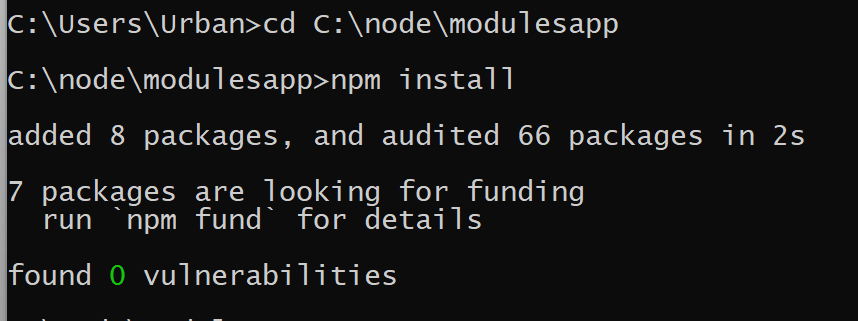 C:\Users\Urban>cd C:\node\modulesapp
C:\node\modulesapp>npm install
added 8 packages, and audited 66 packages in 2s
7 packages are looking for funding
  run `npm fund` for details
found 0 vulnerabilities